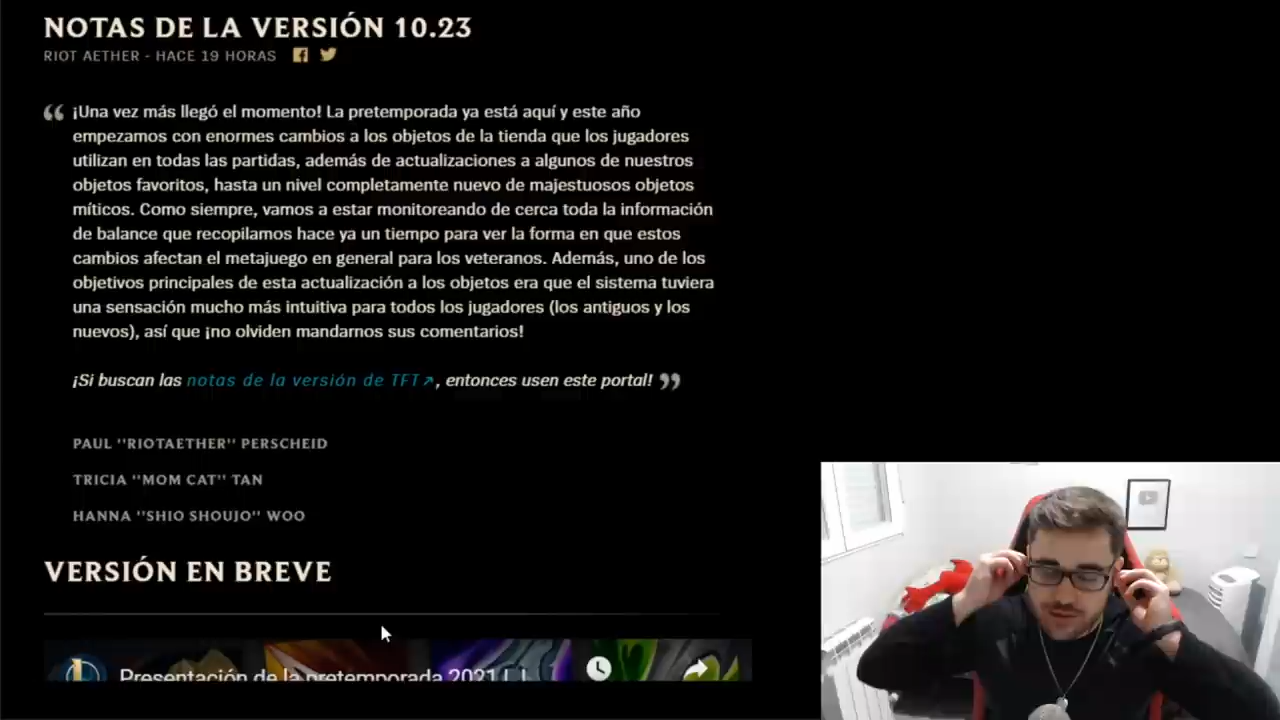 NOTAS DE LA VERSIÓN 10.23
RIOT AETHER - HACE 19 HORAS
¡Una vez más llegó el momento! La pretemporada ya está aquí y este año
empezamos con enormes cambios a los objetos de la tienda que los jugadores
utilizan en todas las partidas, además de actualizaciones a algunos de nuestros
objetos favoritos, hasta un nivel completamente nuevo de majestuosos objetos
míticos. Como siempre, vamos a estar monitoreando de cerca toda la información
de balance que recopilamos hace ya un tiempo para ver la forma en que estos
cambios afectan el metajuego en general para los veteranos. Además, uno de los
objetivos principales de esta actualización a los objetos era que el sistema tuviera
una sensación mucho más intuitiva para todos los jugadores (los antiguos y los
nuevos), así que ¡no olviden mandarnos sus comentarios!
¡Si buscan las notas de la versión de TFT↗, entonces usen este portal!
PAUL "RIOTAETHER" PERSCHEID
TRICIA "MOM CAT" TAN
HANNA "SHIO SHOUJO" WOO
VERSIÓN EN BREVE
Presentación de la pretemporada 2021